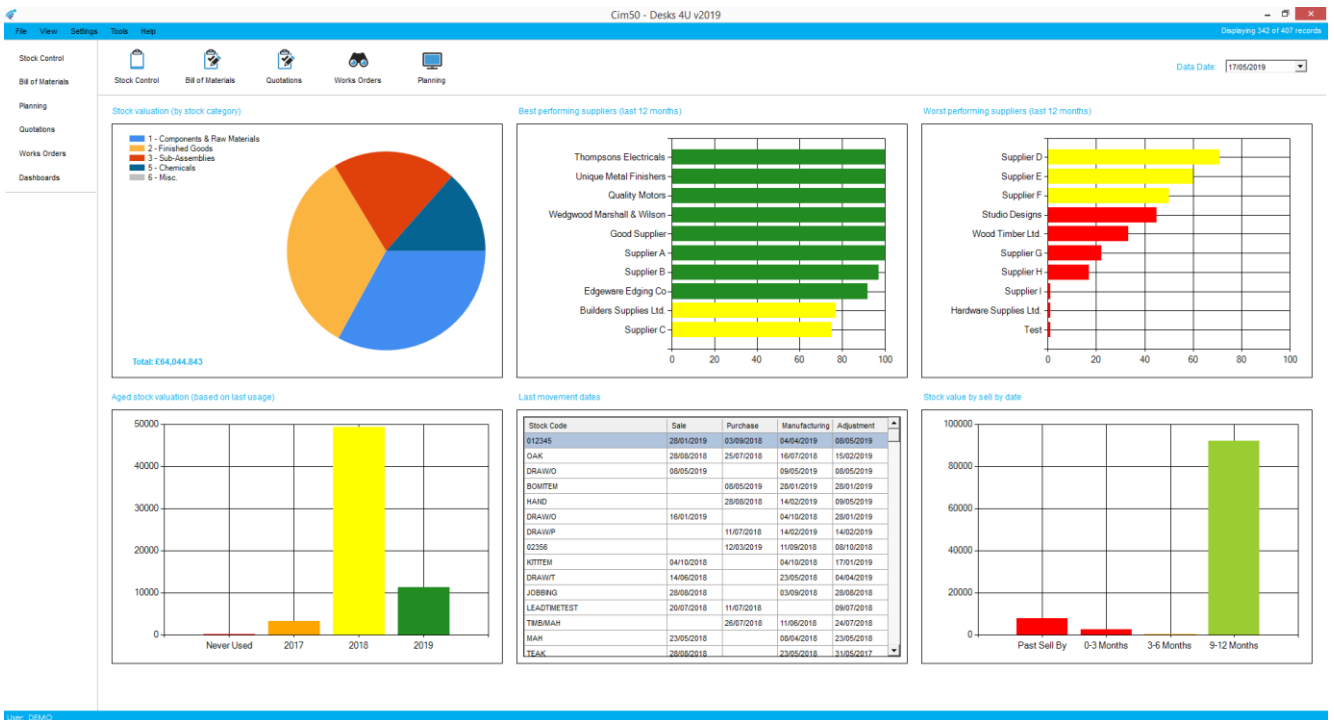 Cim50 - Desks 4U v2019
File View Settings Tools Help Displaying 342 of 407 records
Stock Control
Bill of Materials
Planning
Quotations
Works Orders
Dashboards
Stock Control Bill of Materials Quotations Works Orders Planning
Data Date: 17/05/2019
Stock valuation (by stock category)
1 - Components & Raw Materials
2 - Finished Goods
3 - Sub-Assemblies
5 - Chemicals
6 - Misc.
Total: £64,044.843
Best performing suppliers (last 12 months)
Thompsons Electricals
Unique Metal Finishers
Quality Motors
Wedgwood Marshall & Wilson
Good Supplier
Supplier A
Supplier B
Edgeware Edging Co
Builders Supplies Ltd.
Supplier C
0 20 40 60 80 100
Worst performing suppliers (last 12 months)
Supplier D
Supplier E
Supplier F
Studio Designs
Wood Timber Ltd.
Supplier G
Supplier H
Supplier I
Hardware Supplies Ltd.
Test
0 20 40 60 80 100
Aged stock valuation (based on last usage)
50000
40000
30000
20000
10000
0
Never Used 2017 2018 2019
Last movement dates
Stock Code Sale Purchase Manufacturing Adjustment
012345 28/01/2019 03/09/2018 04/04/2019 08/05/2019
OAK 28/08/2018 25/07/2018 16/07/2018 15/02/2019
DRAW/O 08/05/2019 09/05/2019 08/05/2019
BOMITEM 08/05/2019 28/01/2019 28/01/2019
HAND 28/08/2018 14/02/2019 09/05/2019
DRAW/O 16/01/2019 04/10/2018 28/01/2019
DRAW/P 11/07/2018 14/02/2019 14/02/2019
02356 12/03/2019 11/09/2018 08/10/2018
KITITEM 04/10/2018 04/10/2018 17/01/2019
DRAW/T 14/06/2018 23/05/2018 04/04/2019
JOBBING 28/08/2018 03/09/2018 28/08/2018
LEADTIMETEST 20/07/2018 11/07/2018 09/07/2018
TIMB/MAH 26/07/2018 11/06/2018 24/07/2018
MAH 23/05/2018 08/04/2018 23/05/2018
TEAK 28/08/2018 23/05/2018 31/05/2017
Stock value by sell by date
100000
80000
60000
40000
20000
0
Past Sell By 0-3 Months 3-6 Months 9-12 Months
User: DEMO